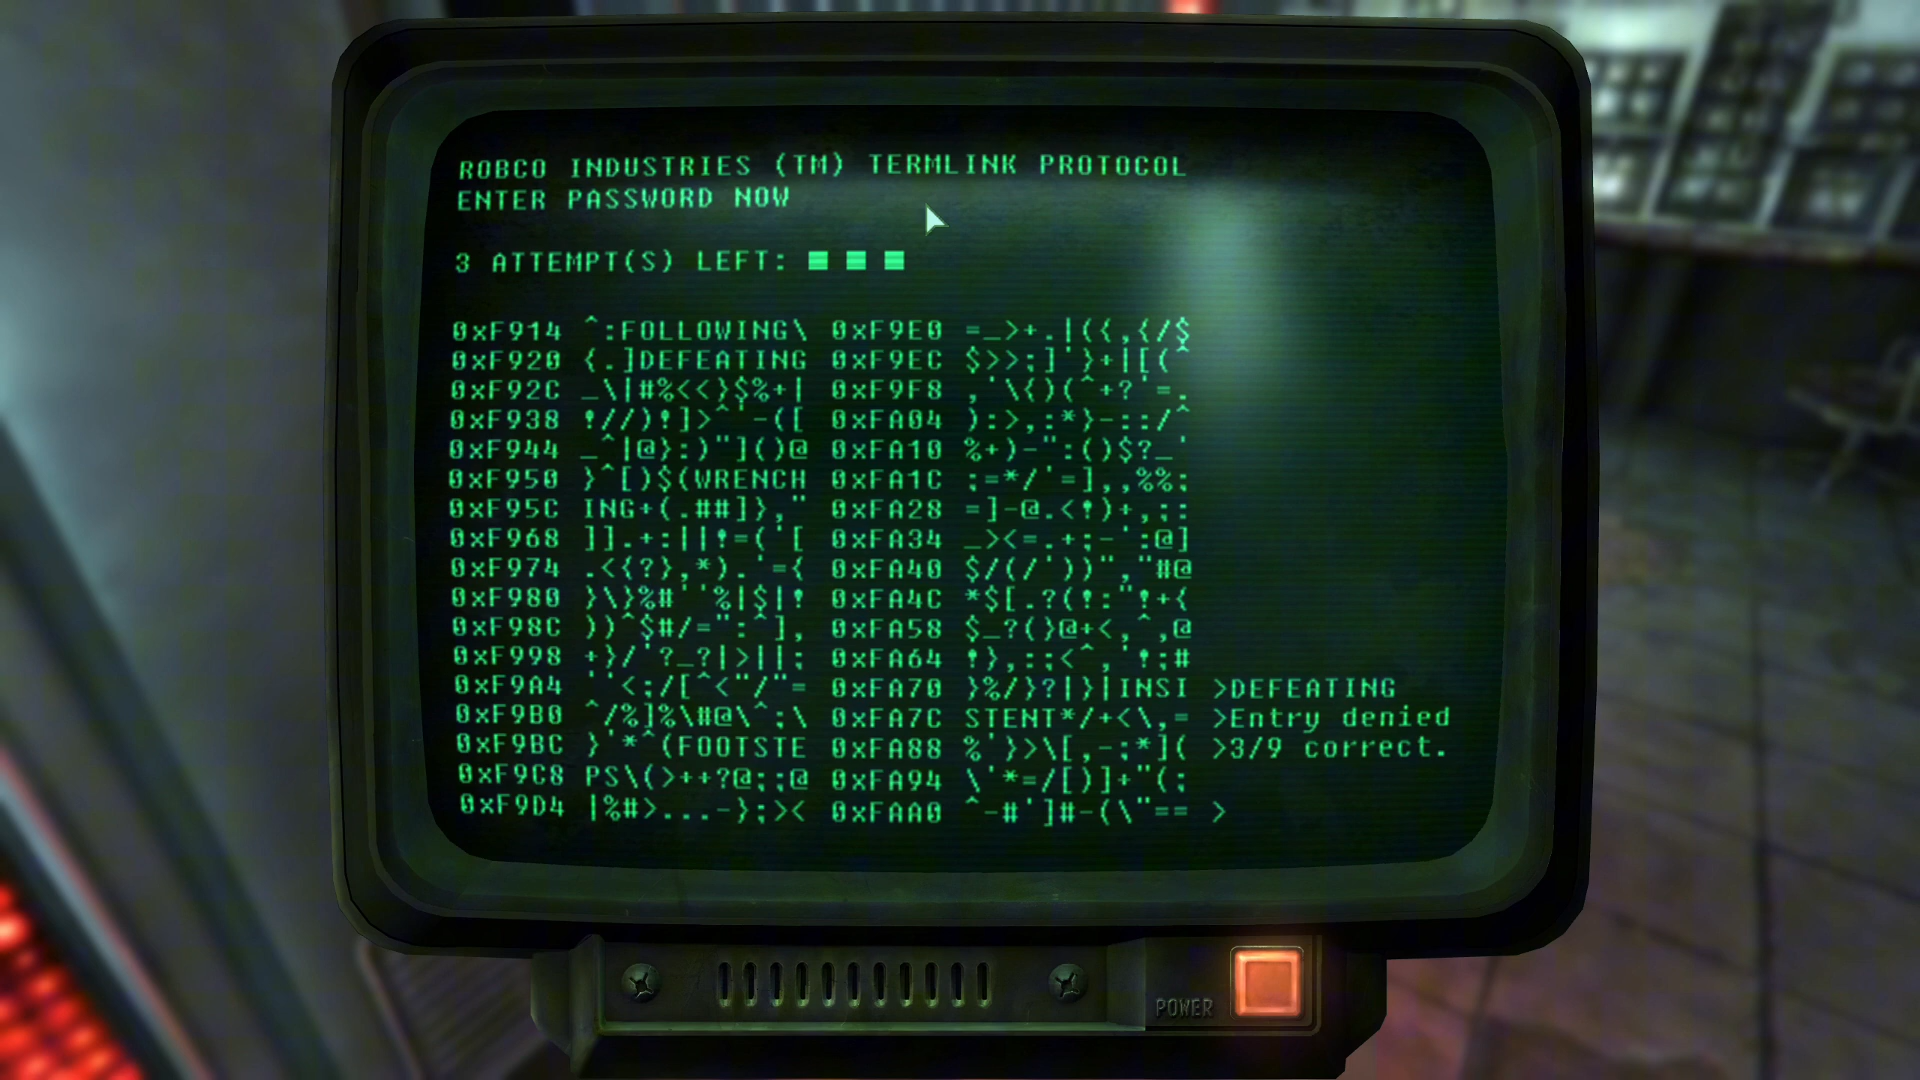 ROBCO INDUSTRIES (TM) TERMLINK PROTOCOL
ENTER PASSWORD NOW
3 ATTEMPT(S) LEFT: ■ ■ ■
0xF914 ^:FOLLOWING\ 0xF9E0 =_>+.|({,{/$
0xF920 {.]DEFEATING 0xF9EC $>>;]'}+|[(^
0xF92C _\|#%<<}$%+| 0xF9F8 ,'\{)(^+?'=.
0xF938 !//)!]>^'-([ 0xFA04 ):>,:*}-::/^
0xF944 _^|@}:)"]()@ 0xFA10 %+)-":()$?_'
0xF950 }^[)$(WRENCH 0xFA1C ;=*/'=],,%%;
0xF95C ING+(.##]}," 0xFA28 =]-@.<!)+,;:
0xF968 ]].+:||!=('[ 0xFA34 _><=.+;-':@]
0xF974 .<{?},*).'={ 0xFA40 $/(/'))","#@
0xF980 }\}%#''%|$|! 0xFA4C *$[.?(!:"!+{
0xF98C ))^$#/=":^], 0xFA58 $_?()@+<,^,@
0xF998 +}/'?_?|>||; 0xFA64 !},:;<^,'!;#
0xF9A4 ''<;/[^<"/"= 0xFA70 }%/}?|}|INSI >DEFEATING
0xF9B0 ^/%]%\#@\^;\ 0xFA7C STENT*/+<\,= >Entry denied
0xF9BC }'*^(FOOTSTE 0xFA88 %'}>\[,-;*]( >3/9 correct.
0xF9C8 PS\(>++?@;;@ 0xFA94 \'*=/[)]+"(;
0xF9D4 |%#>...-};>< 0xFAA0 ^-#']#-(\"== >
POWER